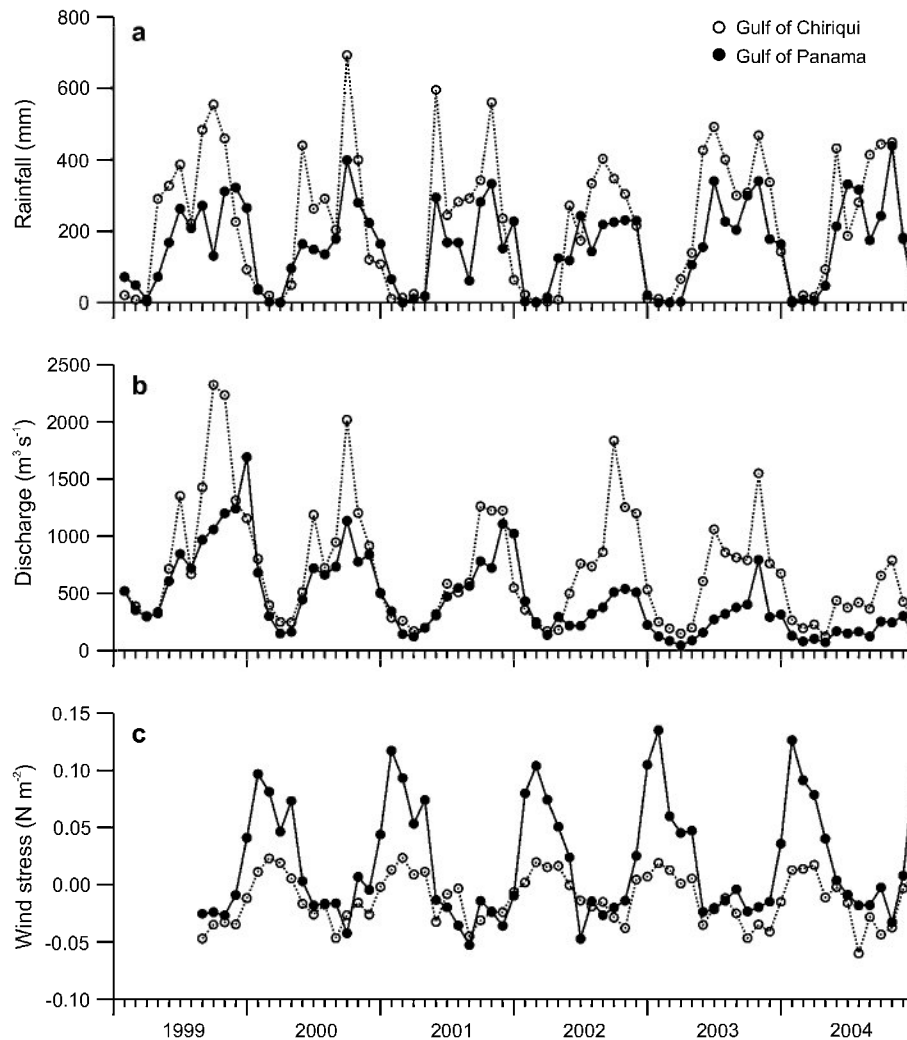 a
Gulf of Chiriqui
Gulf of Panama
Rainfall (mm)
800
600
400
200
0
b
Discharge (m³ s⁻¹)
2500
2000
1500
1000
500
0
c
Wind stress (N m⁻²)
0.15
0.10
0.05
0.00
-0.05
-0.10
1999 2000 2001 2002 2003 2004